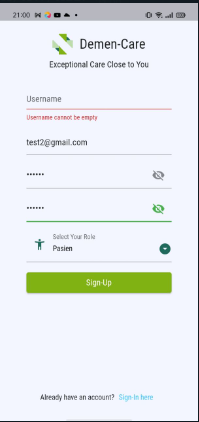 21:00
Demen-Care
Exceptional Care Close to You
Username
Username cannot be empty
test2@gmail.com
••••••
••••••
Select Your Role
Pasien
Sign-Up
Already have an account? Sign-In here